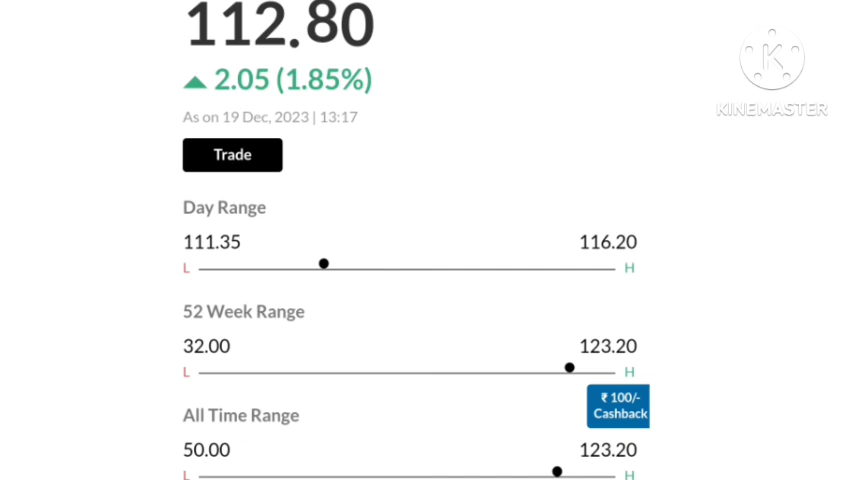 112.80
2.05 (1.85%)
As on 19 Dec, 2023 | 13:17
Trade
Day Range
111.35 116.20
L H
52 Week Range
32.00 123.20
L H
₹ 100/-
Cashback
All Time Range
50.00 123.20
L H
K
KINEMASTER